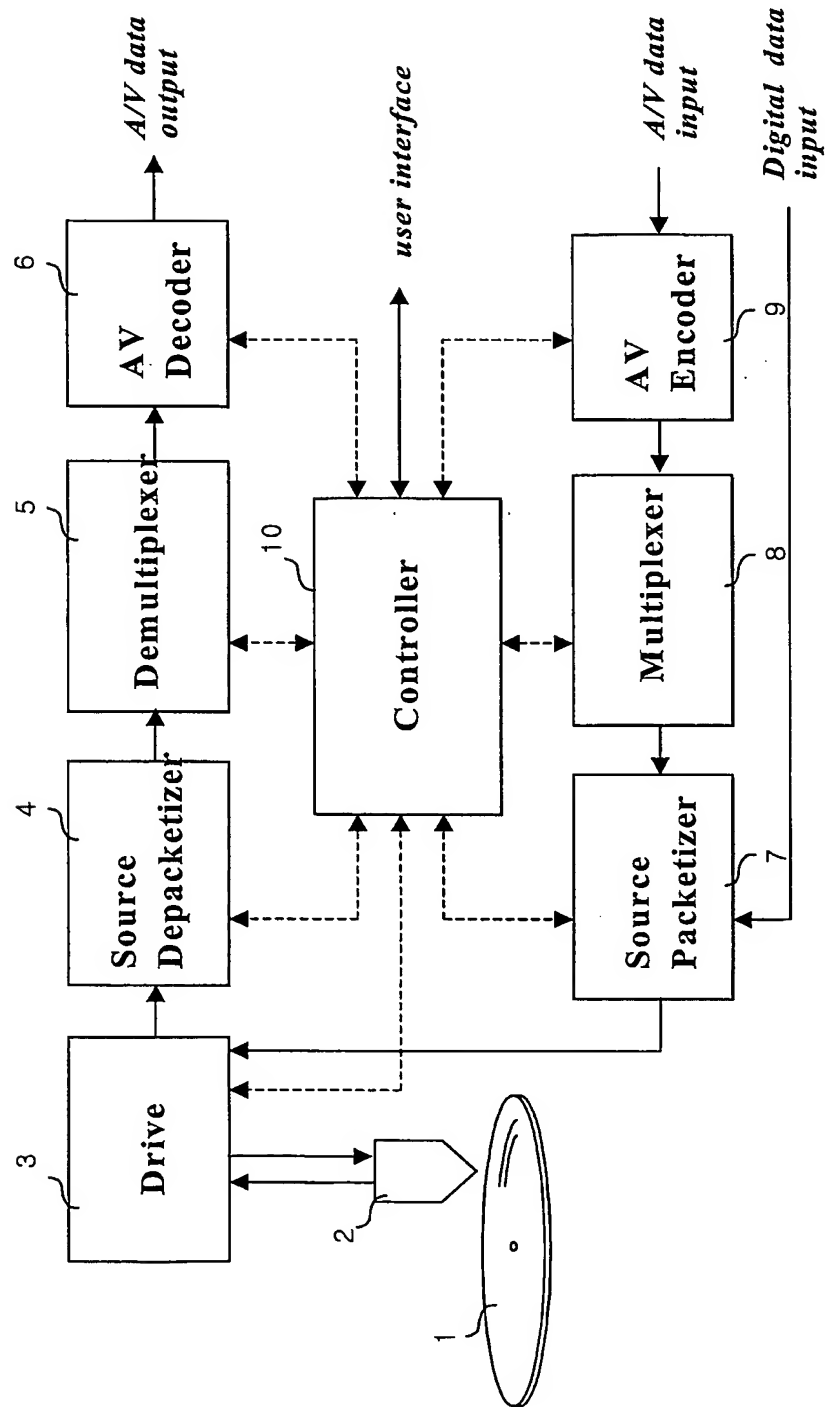 3
Drive
4
Source
Depacketizer
5
Demultiplexer
6
AV
Decoder
A/V data
output
2
1
10
Controller
user interface
7
Source
Packetizer
8
Multiplexer
9
AV
Encoder
A/V data
input
Digital data
input